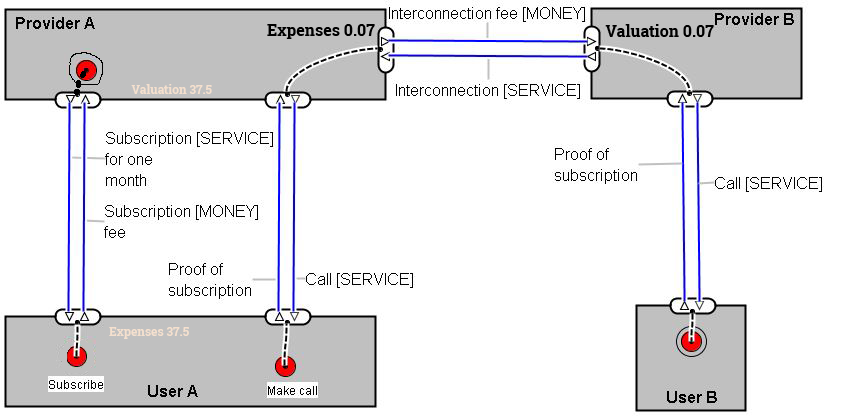 Provider A
Expenses 0.07
Interconnection fee [MONEY]
Valuation 0.07
Provider B
Valuation 37.5
Interconnection [SERVICE]
Subscription [SERVICE]
for one
month
Proof of
subscription
Call [SERVICE]
Subscription [MONEY]
fee
Proof of
subscription
Call [SERVICE]
Expenses 37.5
Subscribe
Make call
User A
User B